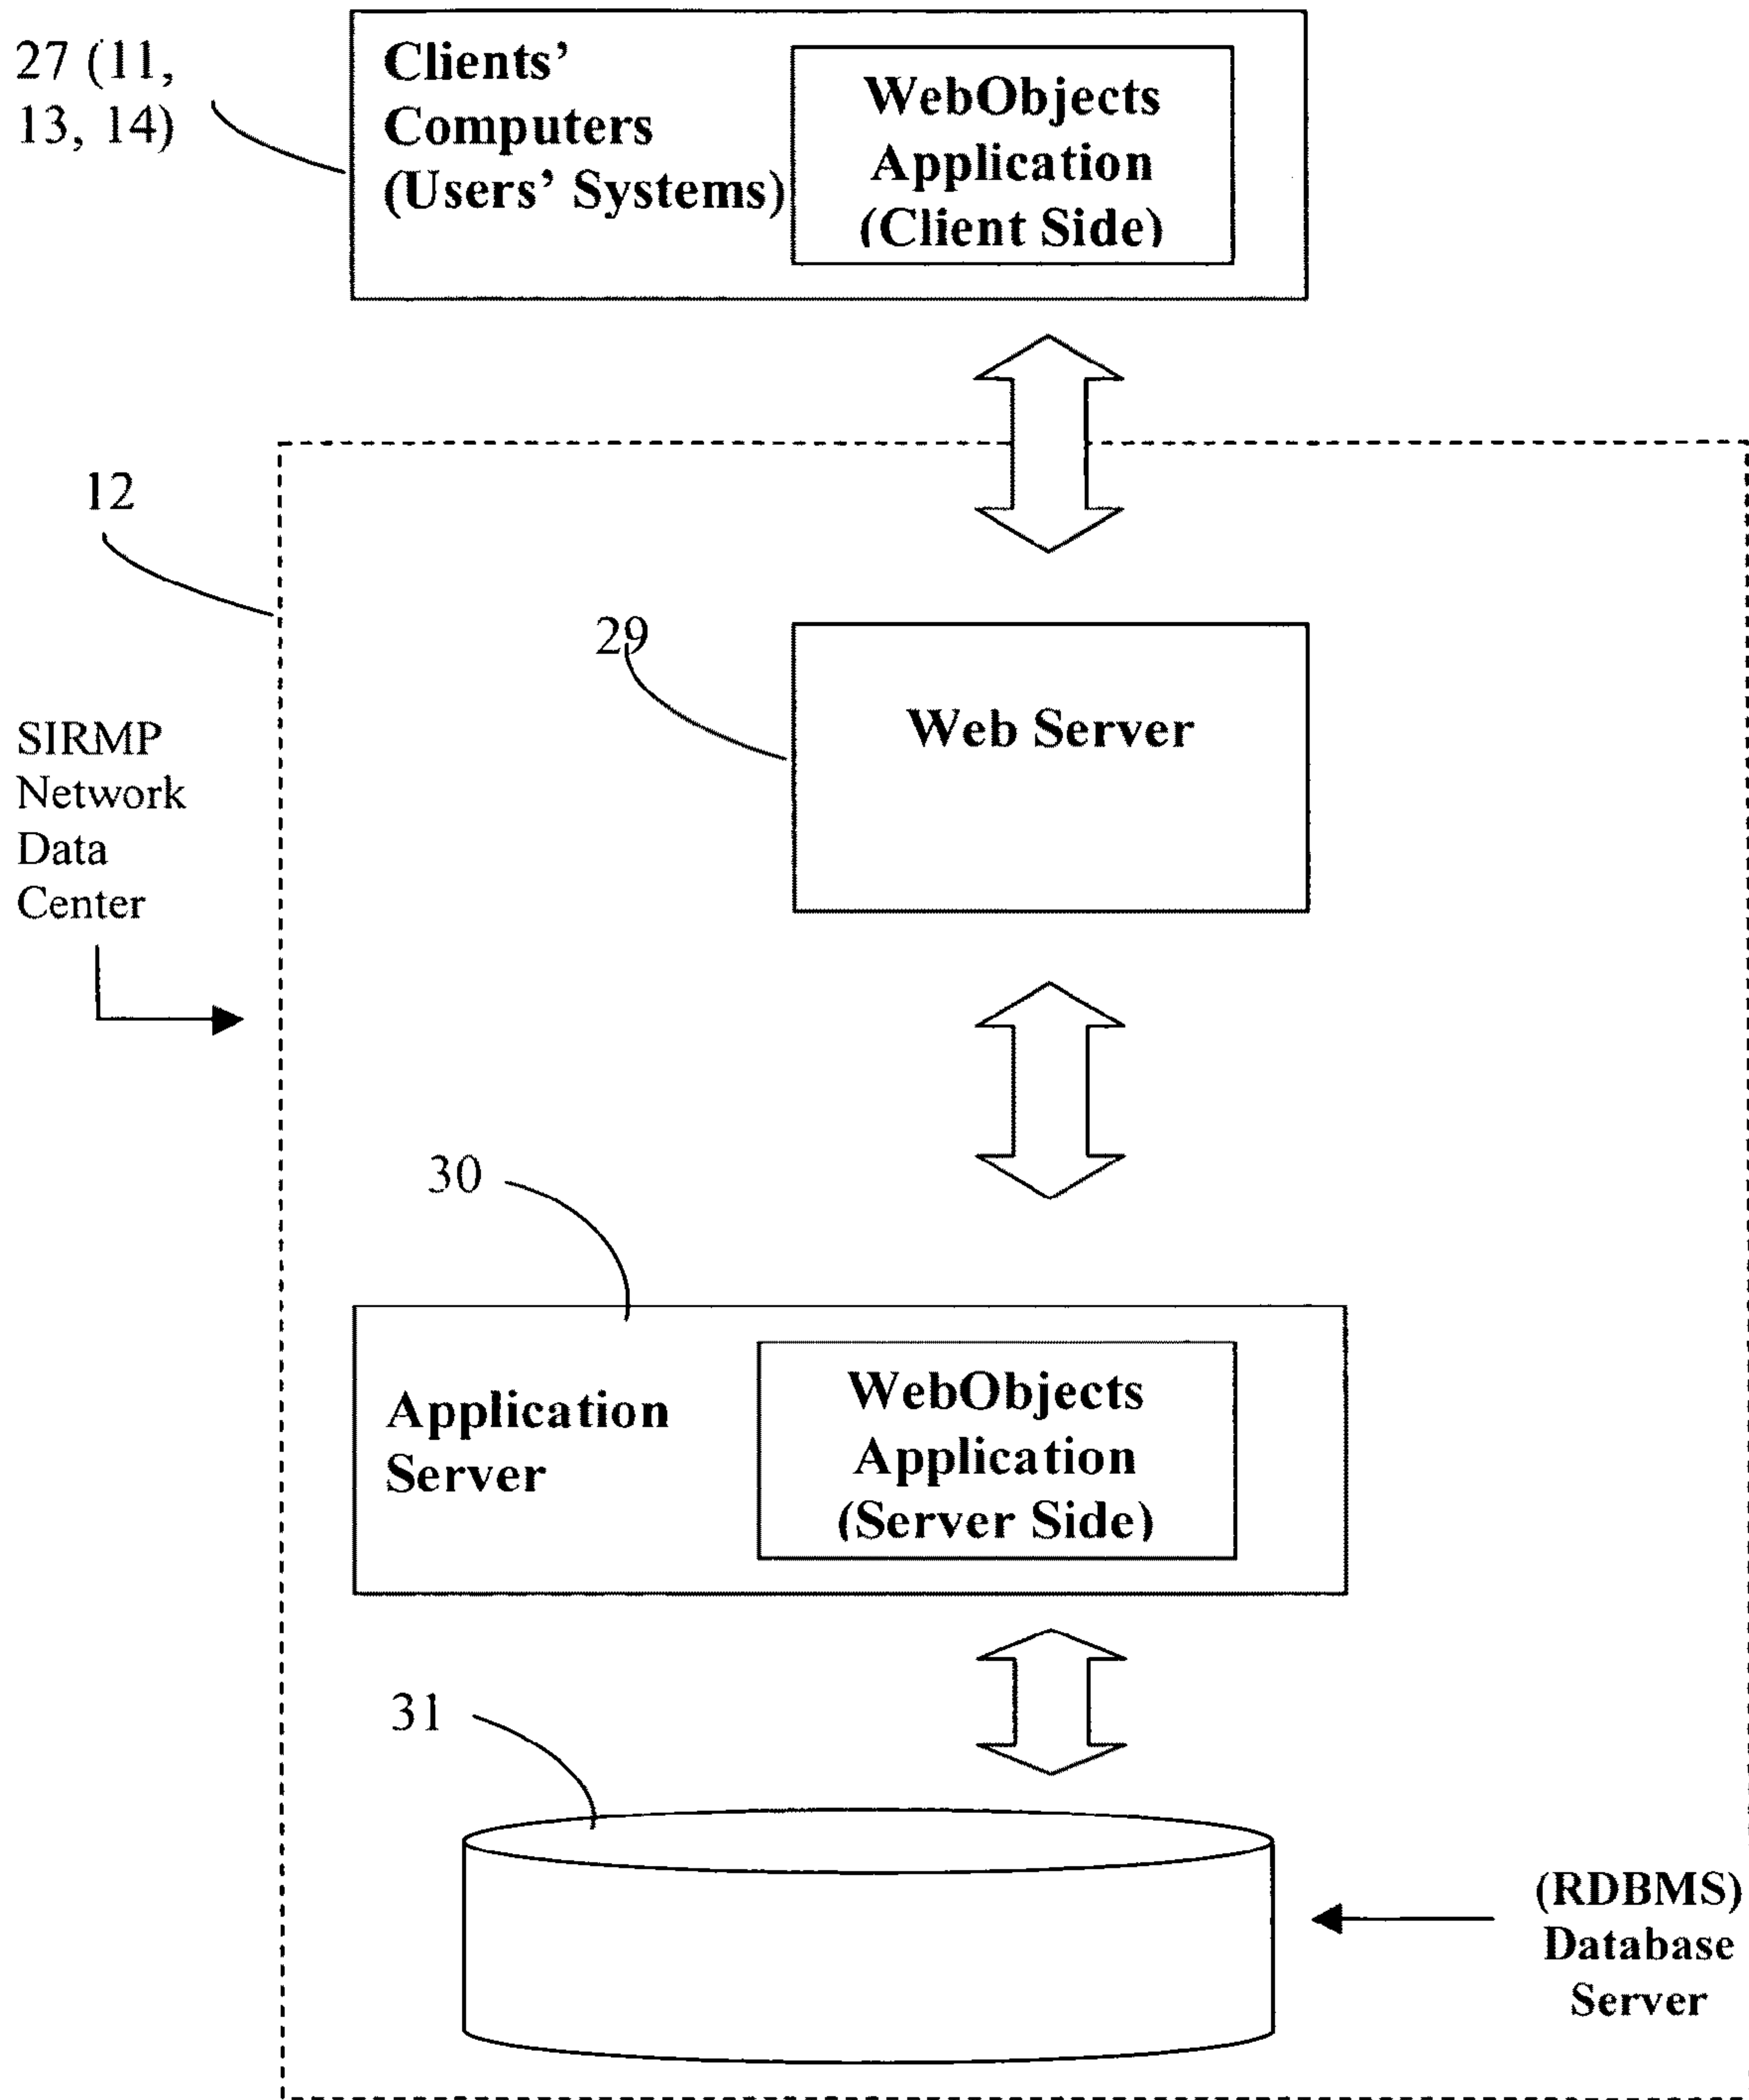 27 (11,
13, 14)
Clients’
Computers
(Users’ Systems)
WebObjects
Application
(Client Side)
12
29
Web Server
SIRMP
Network
Data
Center
30
Application
Server
WebObjects
Application
(Server Side)
31
(RDBMS)
Database
Server